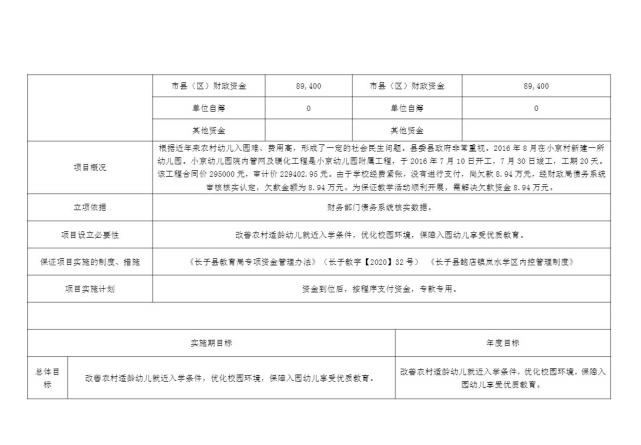 市县（区）财政资金 89,400 市县（区）财政资金 89,400
单位自筹 0 单位自筹 0
其他资金 其他资金
项目概况
根据近年来农村幼儿入园难、费用高，形成了一定的社会民生问题。县委县政府非常重视。2016年8月在小京村新建一所
幼儿园。小京幼儿园院内管网及硬化工程是小京幼儿园附属工程，于2016年7月10日开工，7月30日竣工，工期20天。
该工程合同价295000元，审计价229402.95元。由于学校经费紧张，没有进行支付，尚欠款8.94万元，经财政局债务系统
审核核实认定，欠款金额为8.94万元。为保证教学活动顺利开展，需解决欠款资金8.94万元。
立项依据 财务部门债务系统核实数据。
项目设立必要性 改善农村适龄幼儿就近入学条件，优化校园环境，保障入园幼儿享受优质教育。
保证项目实施的制度、措施 《长子县教育局专项资金管理办法》（长子教字【2020】32号） 《长子县鲍店镇岚水学区内控管理制度》
项目实施计划 资金到位后，按程序支付资金，专款专用。
实施期目标 年度目标
总体目
标
改善农村适龄幼儿就近入学条件，优化校园环境，保障入园幼儿享受优质教育。
改善农村适龄幼儿就近入学条件，优化校园环境，保障入
园幼儿享受优质教育。